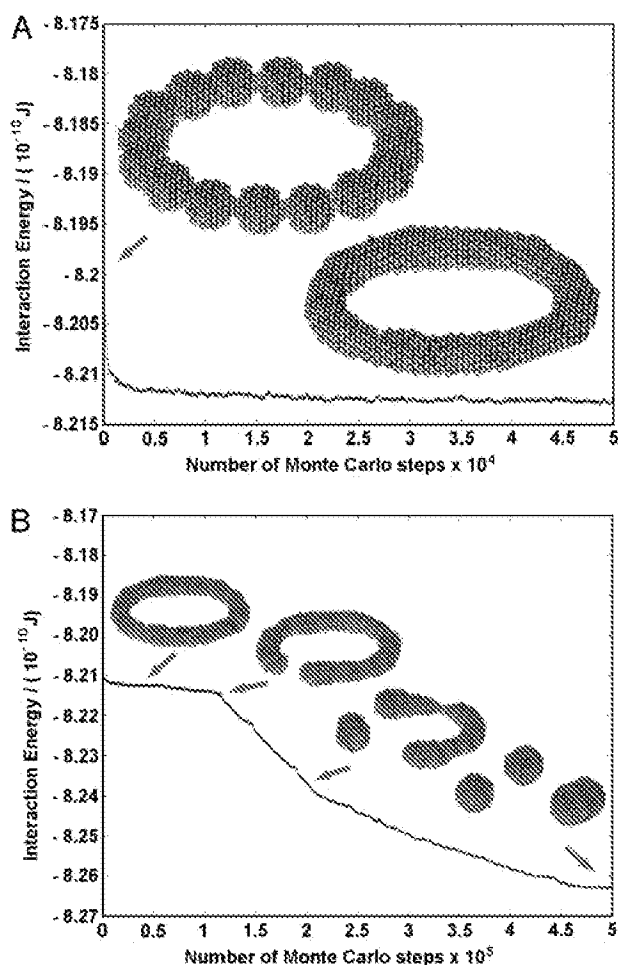 A
Interaction Energy / ( 10⁻¹⁰ J)
- 8.175
- 8.18
- 8.185
- 8.19
- 8.195
- 8.2
- 8.205
- 8.21
- 8.215
0 0.5 1 1.5 2 2.5 3 3.5 4 4.5 5
Number of Monte Carlo steps x 10⁴
B
Interaction Energy / ( 10⁻¹⁰ J)
- 8.17
- 8.18
- 8.19
- 8.20
- 8.21
- 8.22
- 8.23
- 8.24
- 8.25
- 8.26
- 8.27
0 0.5 1 1.5 2 2.5 3 3.5 4 4.5 5
Number of Monte Carlo steps x 10⁵